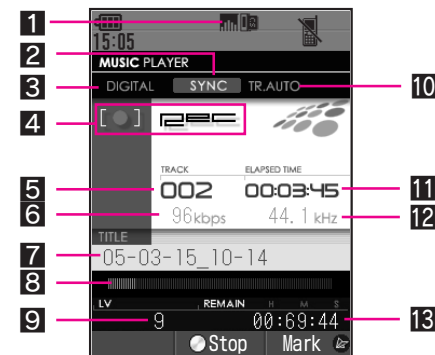 1
15:05
2
MUSIC PLAYER
3 DIGITAL SYNC TR.AUTO 10
4 [ ] REC
TRACK ELAPSED TIME
5 002 00:03:45 11
6 96kbps 44.1 kHz 12
TITLE
7 05-03-15_10-14
8
LV REMAIN H M S
9 9 00:69:44 13
Stop Mark